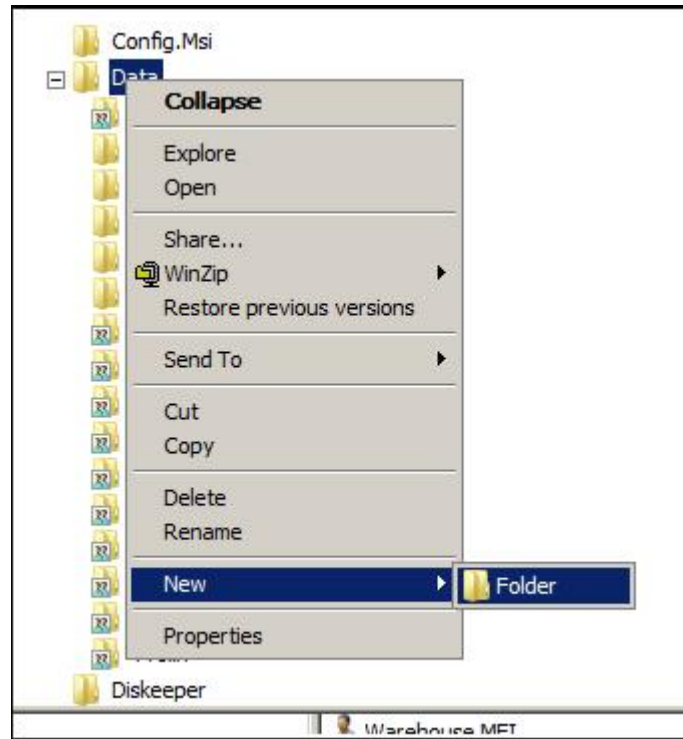 Config.Msi
Data
Collapse
Explore
Open
Share...
WinZip
Restore previous versions
Send To
Cut
Copy
Delete
Rename
New
Folder
Properties
Diskeeper
Warehouse MFI